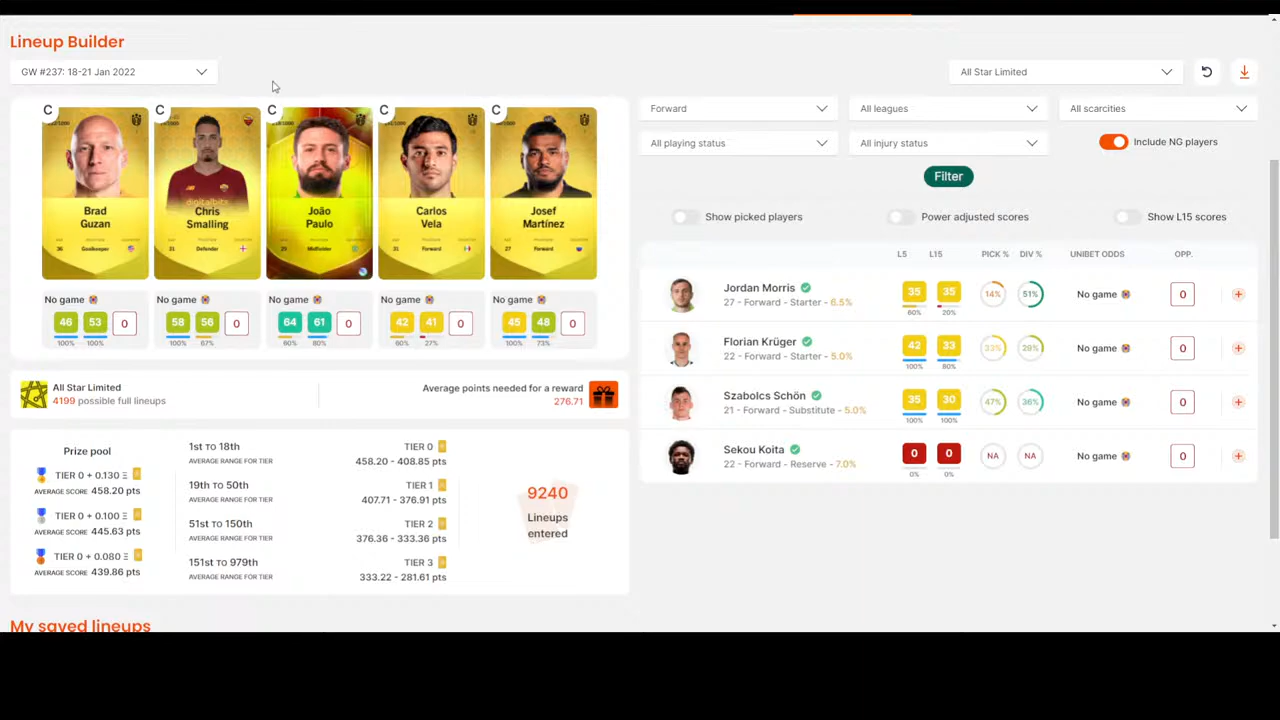 Lineup Builder
GW #237: 18-21 Jan 2022
All Star Limited
C C C C C
Brad Guzan
Chris Smalling
João Paulo
Carlos Vela
Josef Martínez
36 Goalkeeper
31 Defender
29 Midfielder
31 Forward
27 Forward
digitalbits
No game No game No game No game No game
46 53 0 58 56 0 64 61 0 42 41 0 45 48 0
100% 100% 100% 67% 60% 80% 60% 27% 100% 73%
All Star Limited
4199 possible full lineups
Average points needed for a reward
276.71
Prize pool
TIER 0 + 0.130 Ξ
AVERAGE SCORE 458.20 pts
TIER 0 + 0.100 Ξ
AVERAGE SCORE 445.63 pts
TIER 0 + 0.080 Ξ
AVERAGE SCORE 439.86 pts
1st TO 18th TIER 0
AVERAGE RANGE FOR TIER 458.20 - 408.85 pts
19th TO 50th TIER 1
AVERAGE RANGE FOR TIER 407.71 - 376.91 pts
51st TO 150th TIER 2
AVERAGE RANGE FOR TIER 376.36 - 333.36 pts
151st TO 979th TIER 3
AVERAGE RANGE FOR TIER 333.22 - 281.61 pts
9240
Lineups
entered
My saved lineups
Forward All leagues All scarcities
All playing status All injury status Include NG players
Filter
Show picked players Power adjusted scores Show L15 scores
L5 L15 PICK % DIV % UNIBET ODDS OPP.
Jordan Morris
27 - Forward - Starter - 6.5%
35 35 14% 51% No game 0 +
60% 20%
Florian Krüger
22 - Forward - Starter - 5.0%
42 33 33% 29% No game 0 +
100% 80%
Szabolcs Schön
21 - Forward - Substitute - 5.0%
35 30 47% 36% No game 0 +
100% 100%
Sekou Koita
22 - Forward - Reserve - 7.0%
0 0 NA NA No game 0 +
0% 0%